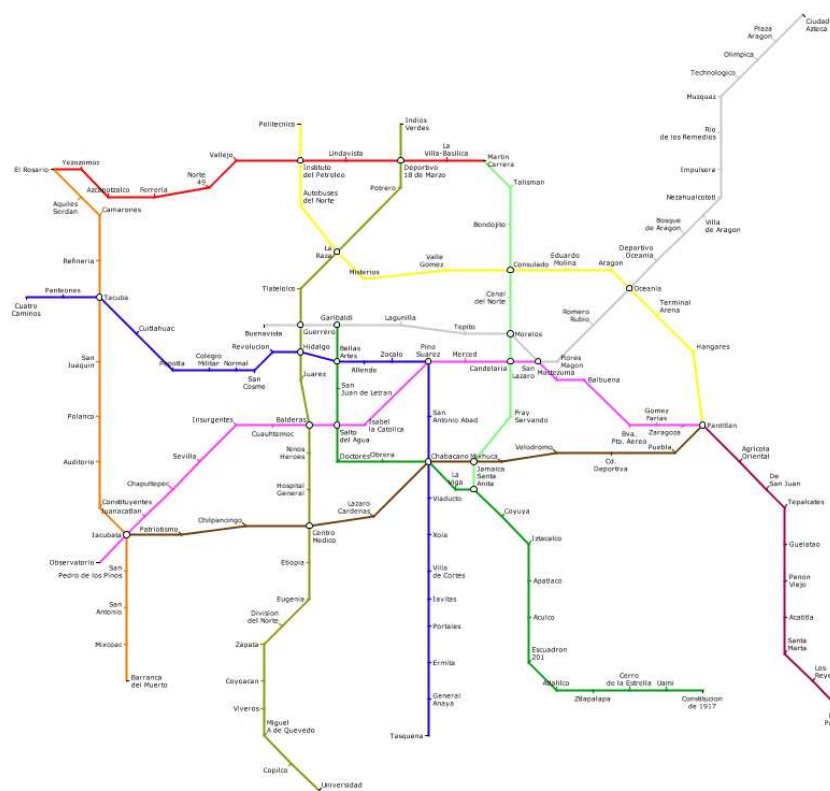 Ciudad
Azteca
Plaza
Aragon
Olimpica
Technologico
Muzquaz
Politecnico
Indios
Verdes
Rio
de los Remedios
La
Villa-Basilica
Lindavista
Vallejo
Martin
Carrera
El Rosario
Yezozomoc
Instituto
del Petroleo
Deportivo
18 de Marzo
Impulsora
Norte
49
Talisman
Azcapotzalco
Ferreria
Potrero
Nezahualcototl
Autobuses
del Norte
Aquiles
Serdan
Camarones
Bosque
de Aragon
Villa
de Aragon
Bondojito
La
Raza
Valle
Gomez
Eduardo
Molina
Deportivo
Oceania
Refineria
Misterios
Consulado
Aragon
Panteones
Tlatelolco
Oceania
Cuatro
Caminos
Tacuba
Canal
del Norte
Terminal
Arena
Romero
Rubio
Cuitlahuac
Garibaldi
Lagunilla
Buenavista
Guerrero
Tepito
Morelos
Revolucion
Hidalgo
Bellas
Artes
Zocalo
Pino
Suarez
Merced
Hangares
San
Juaquin
Popotla
Colegio
Militar
Normal
San
Cosme
Allende
Candelaria
San
Lazaro
Flores
Magon
Moctezuma
Juarez
Balbuena
San
Juan de Letran
Polanco
Insurgentes
Cuauhtemoc
Balderas
Salto
del Agua
Isabel
la Catolica
San
Antonio Abad
Fray
Servando
Gomez
Farias
Bva.
Pto. Aereo
Zaragoza
Pantitlan
Auditorio
Sevilla
Ninos
Heroes
Doctores
Obrera
Chabacano
Mixhuca
Velodromo
Puebla
Cd.
Deportiva
Agricola
Oriental
Jamaica
Santa
Anita
La
Viga
Chapultepec
Hospital
General
De
San Juan
Constituyentes
Juanacatlan
Lazaro
Cardenas
Viaducto
Tepalcates
Iacubata
Patriotismo
Chilpancingo
Centro
Medico
Coyuya
Rola
Iztacalco
Guelatao
Observatorio
San
Pedro de los Pinos
Etiopia
Villa
de Cortes
Apatlaco
Penon
Viejo
Eugenia
Iavitas
San
Antonio
Division
del Norte
Portales
Aculco
Acatitla
Mixcoac
Zapata
Ermita
Escuadron
201
Santa
Marta
Barranca
del Muerto
Coyoacan
Atlalilco
Cerro
de la Estrella
Uami
Ztlapalapa
Constitucion
de 1917
Los
Reye
Viveros
General
Anaya
Miguel
A de Quevedo
Tasquena
Copilco
Universidad